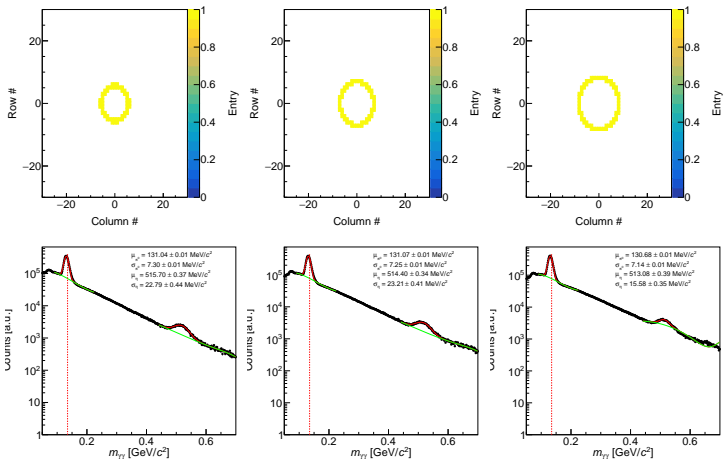 20
0
−20
Row #
−20 0 20
Column #
1
0.8
0.6
0.4
0.2
0
Entry
20
0
−20
Row #
−20 0 20
Column #
1
0.8
0.6
0.4
0.2
0
Entry
20
0
−20
Row #
−20 0 20
Column #
1
0.8
0.6
0.4
0.2
0
Entry
μπ⁰ = 131.04 ± 0.01 MeV/c²
σπ⁰ = 7.30 ± 0.01 MeV/c²
μη = 515.70 ± 0.37 MeV/c²
ση = 22.79 ± 0.44 MeV/c²
10⁵
10⁴
10³
10²
10
1
Counts [a.u.]
0.2 0.4 0.6
mγγ [GeV/c²]
μπ⁰ = 131.07 ± 0.01 MeV/c²
σπ⁰ = 7.25 ± 0.01 MeV/c²
μη = 514.40 ± 0.34 MeV/c²
ση = 23.21 ± 0.41 MeV/c²
10⁵
10⁴
10³
10²
10
1
Counts [a.u.]
0.2 0.4 0.6
mγγ [GeV/c²]
μπ⁰ = 130.68 ± 0.01 MeV/c²
σπ⁰ = 7.14 ± 0.01 MeV/c²
μη = 513.08 ± 0.39 MeV/c²
ση = 15.58 ± 0.35 MeV/c²
10⁵
10⁴
10³
10²
10
1
Counts [a.u.]
0.2 0.4 0.6
mγγ [GeV/c²]